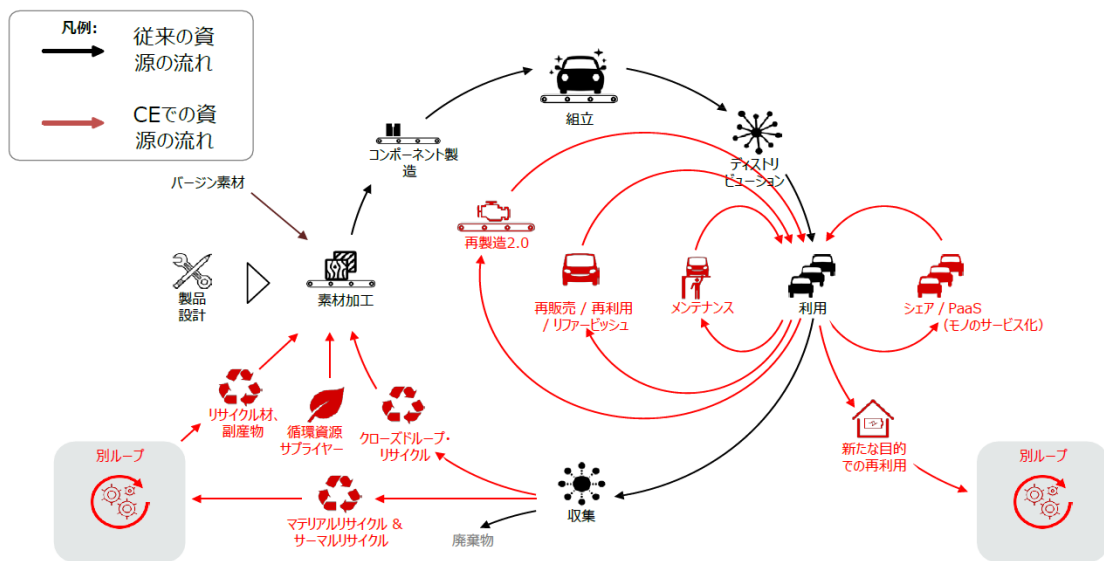 凡例:
従来の資
源の流れ
CEでの資
源の流れ
組立
コンポーネント製
造
ディストリ
ビューション
バージン素材
再製造2.0
製品
設計
素材加工
再販売 / 再利用
/ リファービッシュ
メンテナンス
利用
シェア / PaaS
(モノのサービス化)
リサイクル材、
副産物
循環資源
サプライヤー
クローズドループ・
リサイクル
新たな目的
での再利用
別ループ
別ループ
マテリアルリサイクル &
サーマルリサイクル
収集
廃棄物